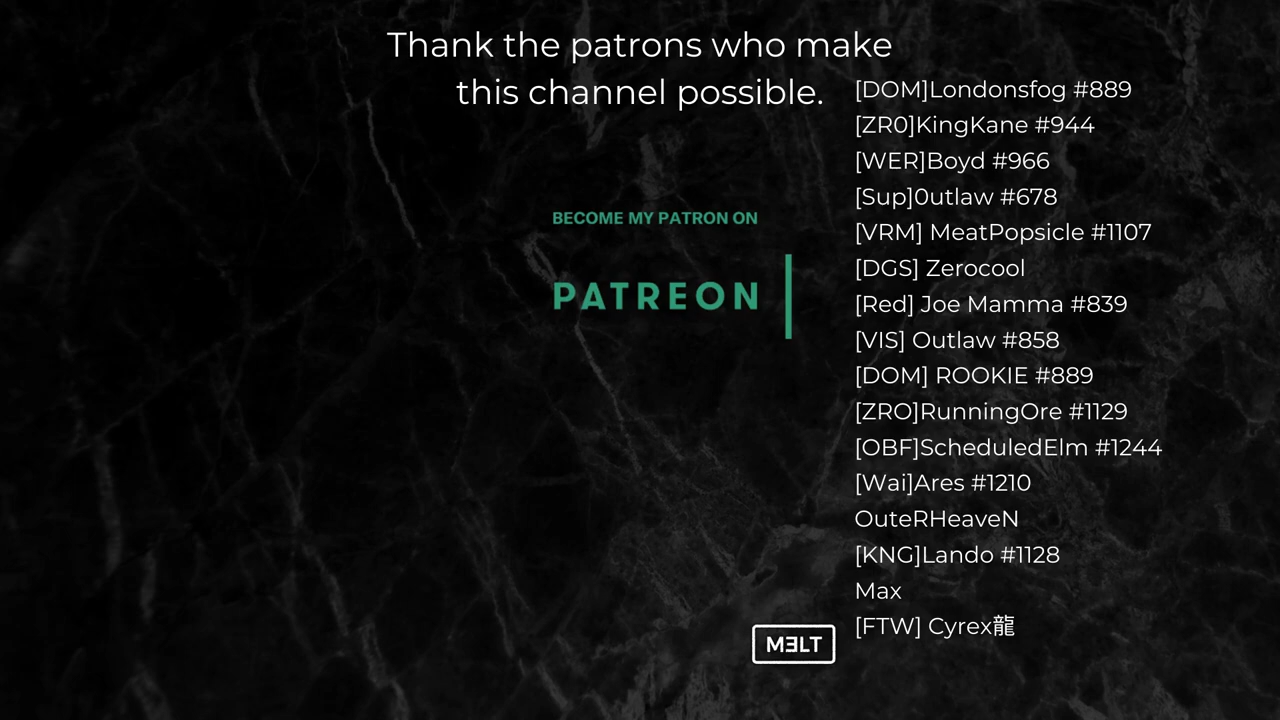 Thank the patrons who make
this channel possible.
BECOME MY PATRON ON
PATREON
[DOM]Londonsfog #889
[ZR0]KingKane #944
[WER]Boyd #966
[Sup]0utlaw #678
[VRM] MeatPopsicle #1107
[DGS] Zerocool
[Red] Joe Mamma #839
[VIS] Outlaw #858
[DOM] ROOKIE #889
[ZRO]RunningOre #1129
[OBF]ScheduledElm #1244
[Wai]Ares #1210
OuteRHeaveN
[KNG]Lando #1128
Max
[FTW] Cyrex龍
MƎLT